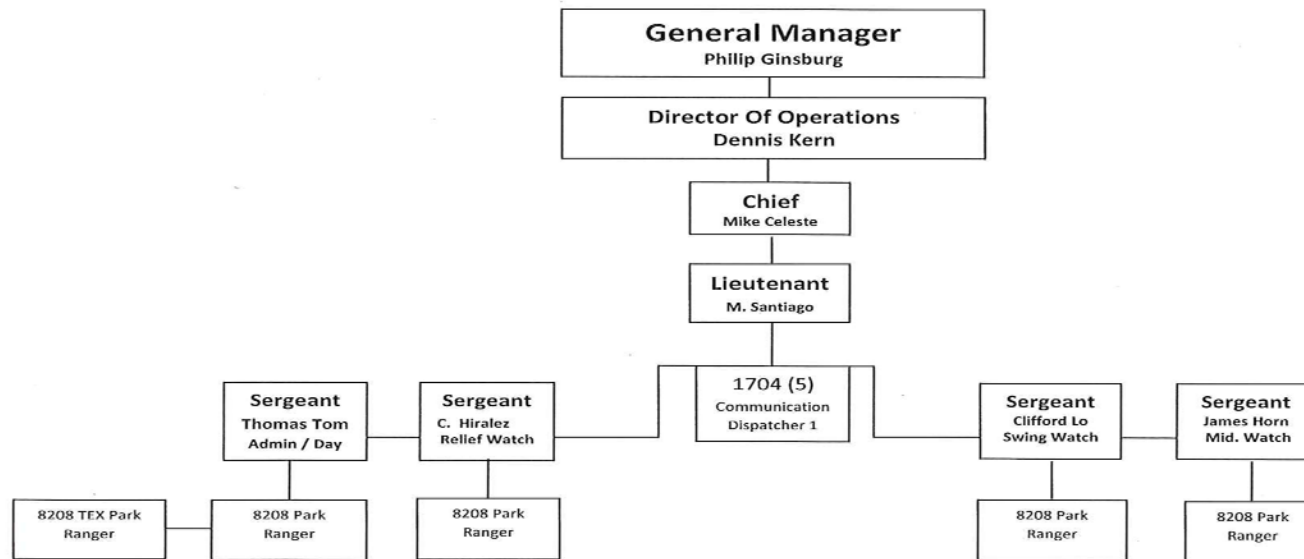 General Manager
Philip Ginsburg
Director Of Operations
Dennis Kern
Chief
Mike Celeste
Lieutenant
M. Santiago
1704 (5)
Communication
Dispatcher 1
Sergeant
Thomas Tom
Admin / Day
Sergeant
C. Hiralez
Relief Watch
Sergeant
Clifford Lo
Swing Watch
Sergeant
James Horn
Mid. Watch
8208 TEX Park
Ranger
8208 Park
Ranger
8208 Park
Ranger
8208 Park
Ranger
8208 Park
Ranger